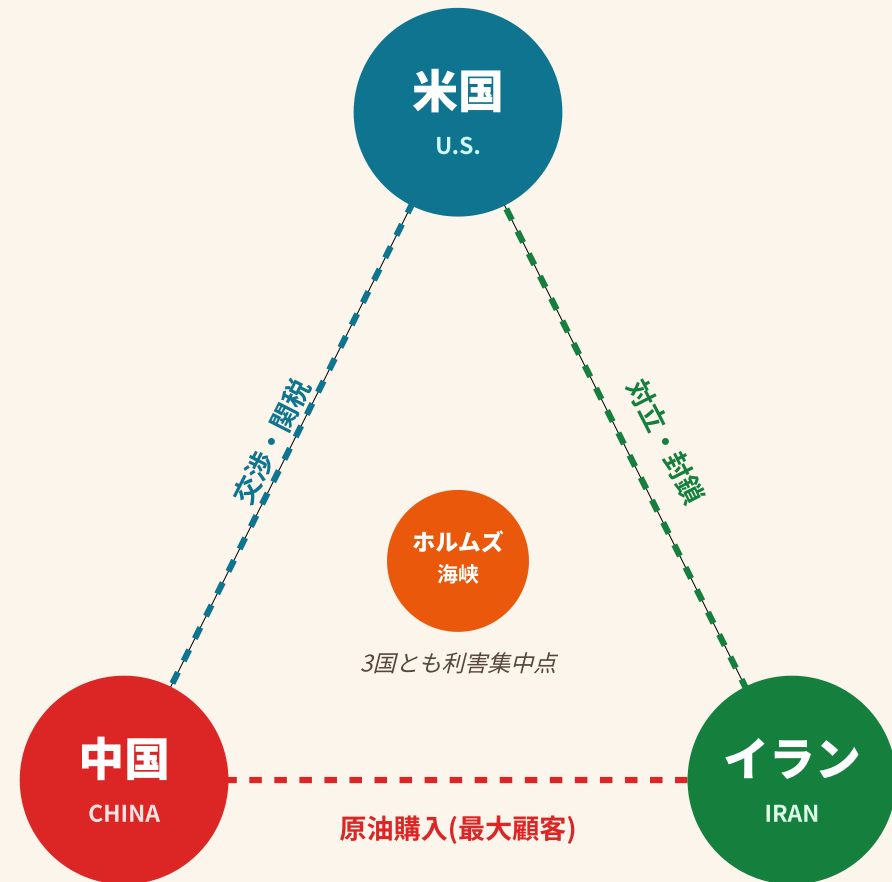 米国
U.S.
交渉・関税
対立・封鎖
ホルムズ
海峡
3国とも利害集中点
中国
CHINA
イラン
IRAN
原油購入(最大顧客)